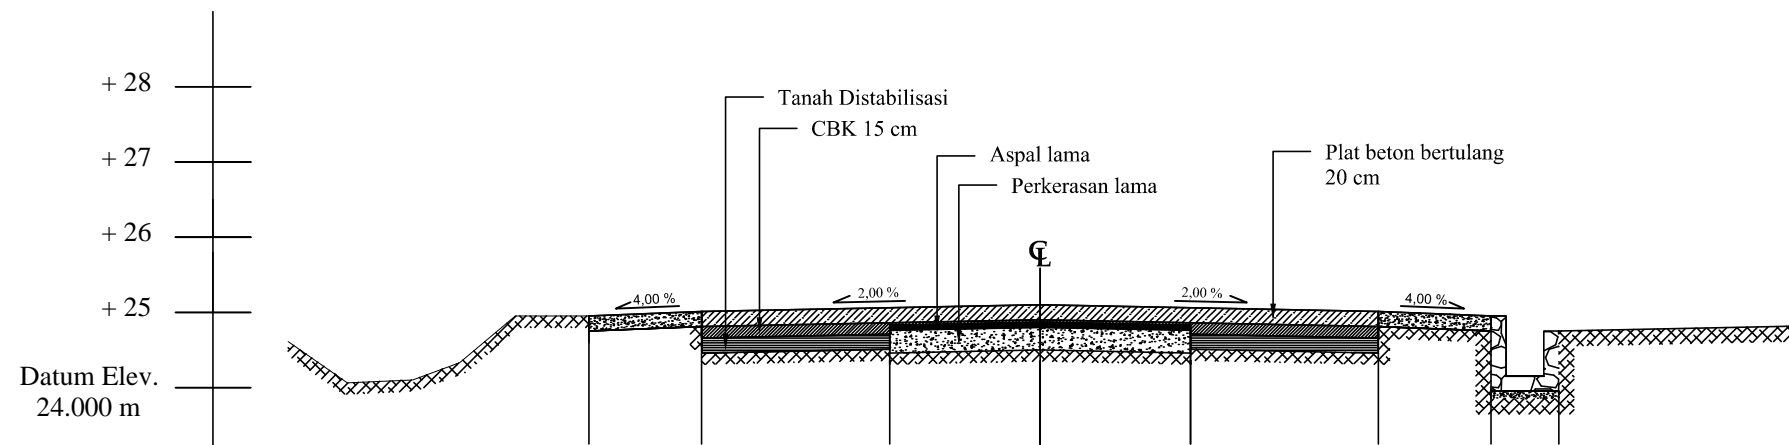 + 28
+ 27
+ 26
+ 25
Datum Elev.
24.000 m
Tanah Distabilisasi
CBK 15 cm
Aspal lama
Perkerasan lama
Plat beton bertulang
20 cm
CL
4,00 %
2,00 %
2,00 %
4,00 %